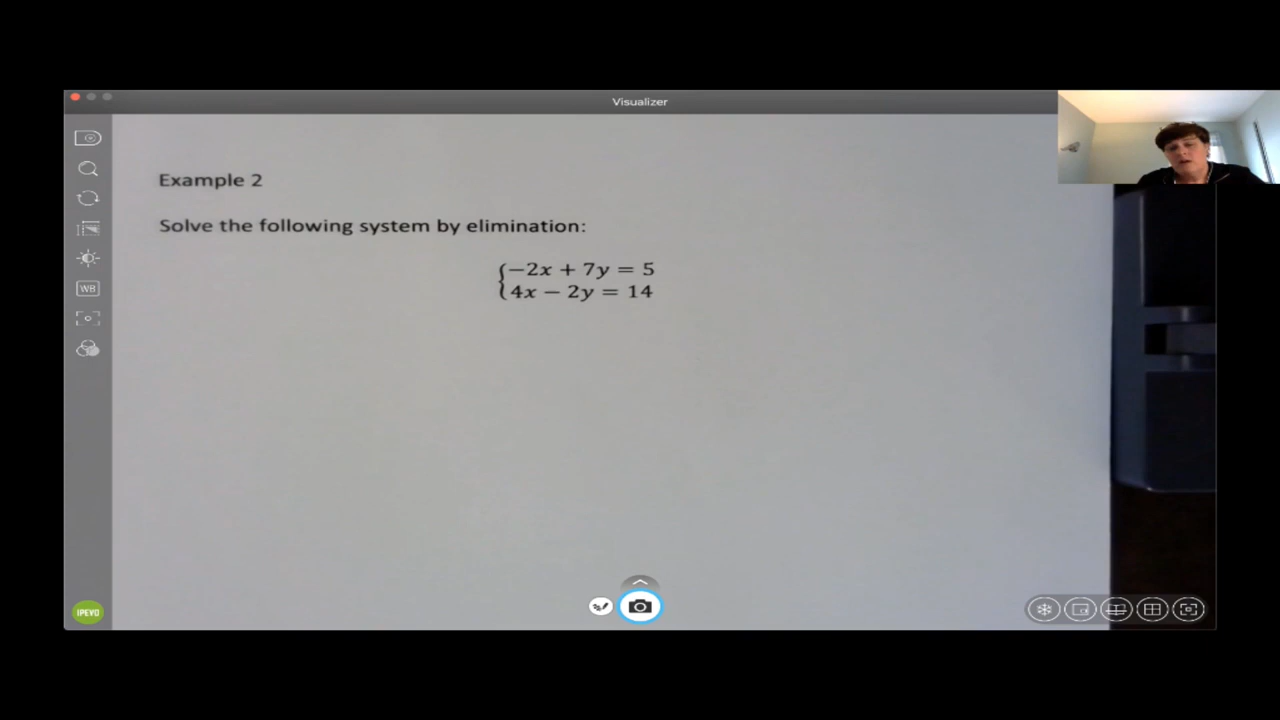 Visualizer
Example 2
Solve the following system by elimination:
−2x + 7y = 5
4x − 2y = 14
WB
IPEVO